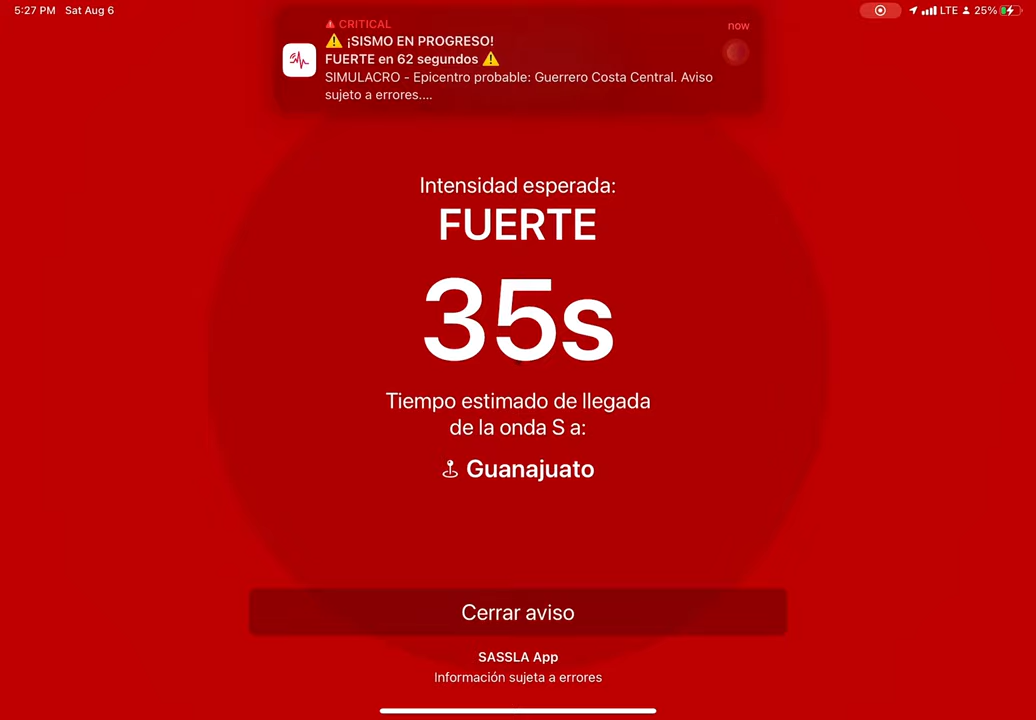 5:27 PM Sat Aug 6
LTE 25%
CRITICAL
now
⚠️ ¡SISMO EN PROGRESO!
FUERTE en 62 segundos ⚠️
SIMULACRO - Epicentro probable: Guerrero Costa Central. Aviso
sujeto a errores....
Intensidad esperada:
FUERTE
35s
Tiempo estimado de llegada
de la onda S a:
Guanajuato
Cerrar aviso
SASSLA App
Información sujeta a errores